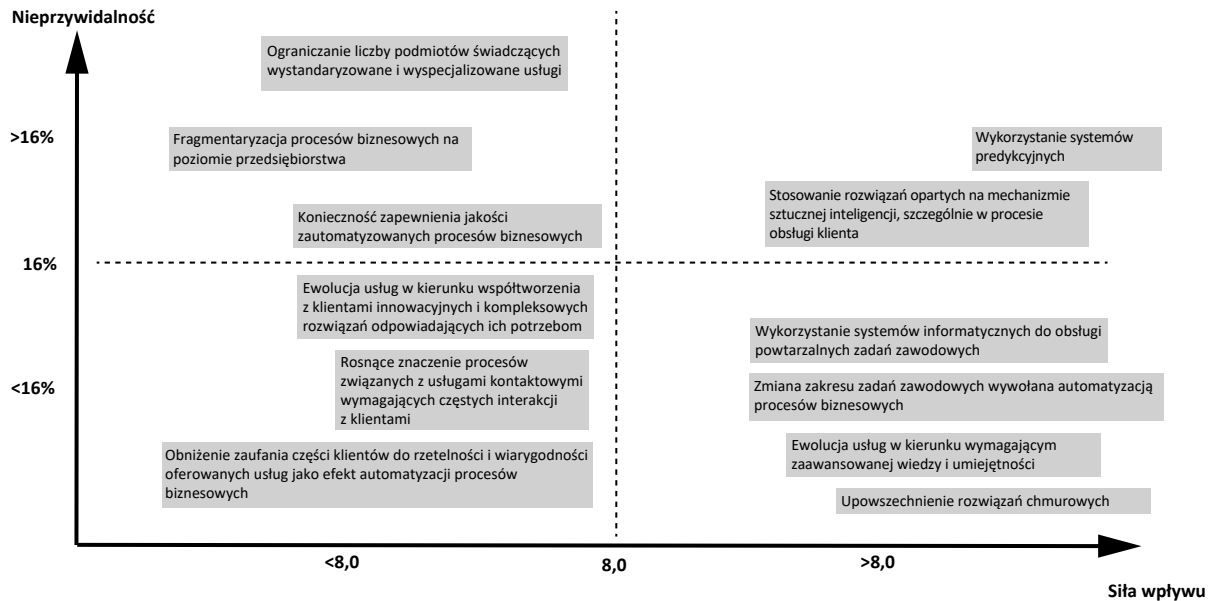 Nieprzywidalność
Ograniczanie liczby podmiotów świadczących
wystandaryzowane i wyspecjalizowane usługi
>16%
Fragmentaryzacja procesów biznesowych na
poziomie przedsiębiorstwa
Wykorzystanie systemów
predykcyjnych
Stosowanie rozwiązań opartych na mechanizmie
sztucznej inteligencji, szczególnie w procesie
obsługi klienta
Konieczność zapewnienia jakości
zautomatyzowanych procesów biznesowych
16%
Ewolucja usług w kierunku współtworzenia
z klientami innowacyjnych i kompleksowych
rozwiązań odpowiadających ich potrzebom
Wykorzystanie systemów informatycznych do obsługi
powtarzalnych zadań zawodowych
Rosnące znaczenie procesów
związanych z usługami kontaktowymi
wymagających częstych interakcji
z klientami
<16%
Zmiana zakresu zadań zawodowych wywołana automatyzacją
procesów biznesowych
Obniżenie zaufania części klientów do rzetelności i wiarygodności
oferowanych usług jako efekt automatyzacji procesów
biznesowych
Ewolucja usług w kierunku wymagającym
zaawansowanej wiedzy i umiejętności
Upowszechnienie rozwiązań chmurowych
<8,0
8,0
>8,0
Siła wpływu